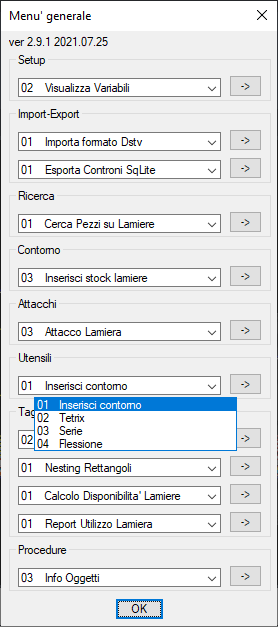 Menu' generale
ver 2.9.1 2021.07.25
Setup
02 Visualizza Variabili
->
Import-Export
01 Importa formato Dstv
->
01 Esporta Controni SqLite
->
Ricerca
01 Cerca Pezzi su Lamiere
->
Contorno
03 Inserisci stock lamiere
->
Attacchi
03 Attacco Lamiera
->
Utensili
01 Inserisci contorno
->
01 Inserisci contorno
02 Tetrix
03 Serie
04 Flessione
Tag
02
->
01 Nesting Rettangoli
->
01 Calcolo Disponibilita' Lamiere
->
01 Report Utilizzo Lamiera
->
Procedure
03 Info Oggetti
->
OK